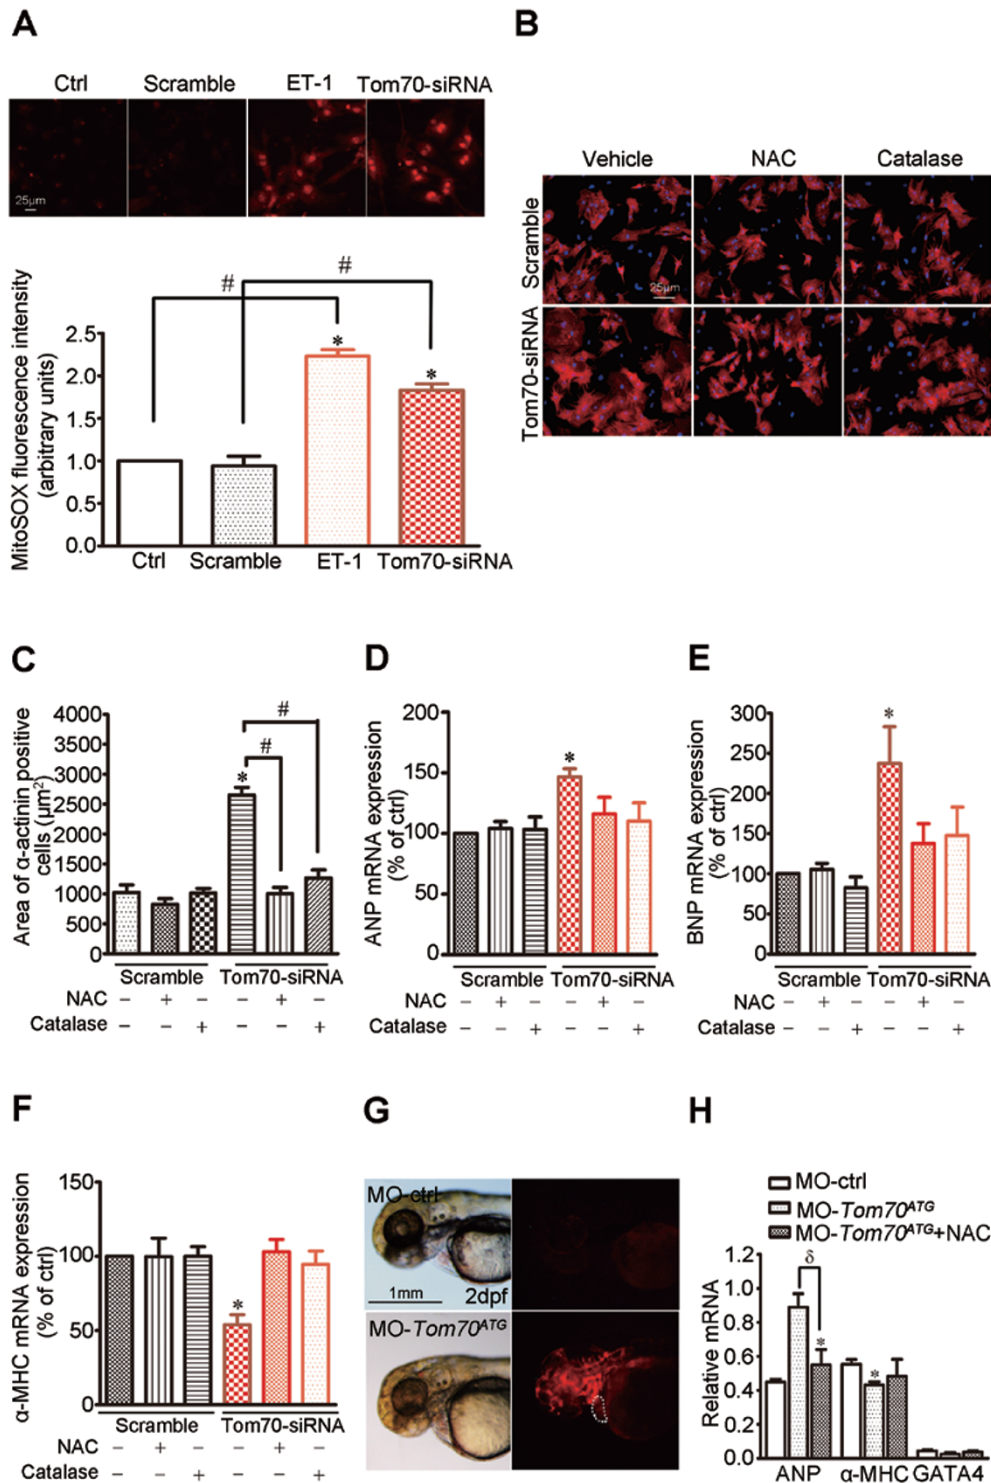 A
Ctrl Scramble ET-1 Tom70-siRNA
25μm
# #
MitoSOX fluorescence intensity
(arbitrary units)
2.5
2.0
1.5
1.0
0.5
0.0
* *
Ctrl Scramble ET-1 Tom70-siRNA
B
Vehicle NAC Catalase
Scramble
25μm
Tom70-siRNA
C
Area of α-actinin positive
cells (μm²)
4000
3500
3000
2500
2000
1500
1000
500
0
* # #
Scramble Tom70-siRNA
NAC – + – – + –
Catalase – – + – – +
D
ANP mRNA expression
(% of ctrl)
200
150
100
50
0
*
Scramble Tom70-siRNA
NAC – + – – + –
Catalase – – + – – +
E
BNP mRNA expression
(% of ctrl)
300
250
200
150
100
50
0
*
Scramble Tom70-siRNA
NAC – + – – + –
Catalase – – + – – +
F
α-MHC mRNA expression
(% of ctrl)
150
100
50
0
*
Scramble Tom70-siRNA
NAC – + – – + –
Catalase – – + – – +
G
MO-ctrl
1mm 2dpf
MO-Tom70ATG
H
MO-ctrl
MO-Tom70ATG
MO-Tom70ATG+NAC
Relative mRNA
1.2
1.0
0.8
0.6
0.4
0.2
0.0
δ
* *
ANP α-MHC GATA4